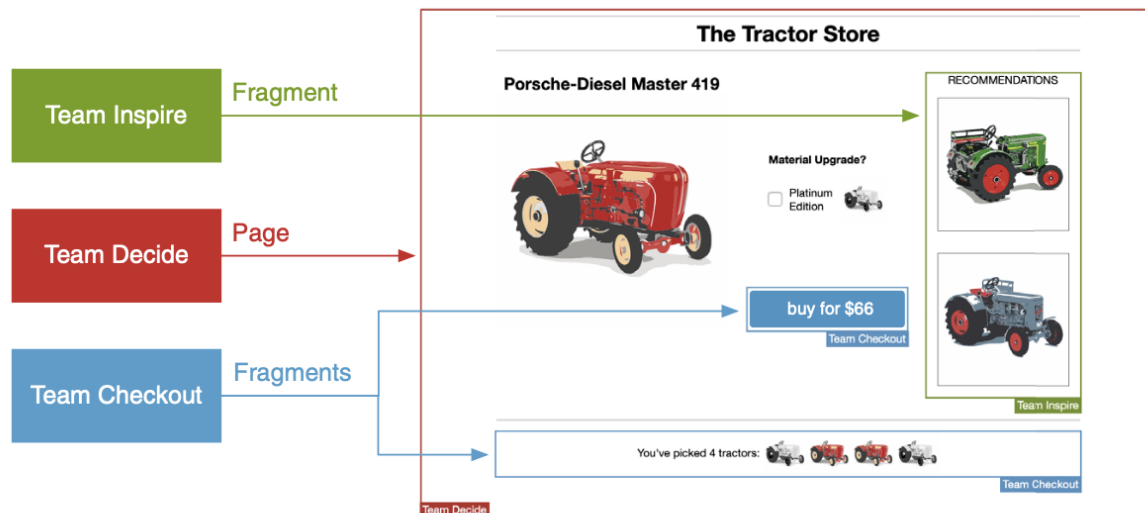 The Tractor Store
Team Inspire
Fragment
Porsche-Diesel Master 419
RECOMMENDATIONS
Material Upgrade?
Platinum
Edition
Team Decide
Page
buy for $66
Team Checkout
Team Checkout
Fragments
Team Inspire
You've picked 4 tractors:
Team Checkout
Team Decide